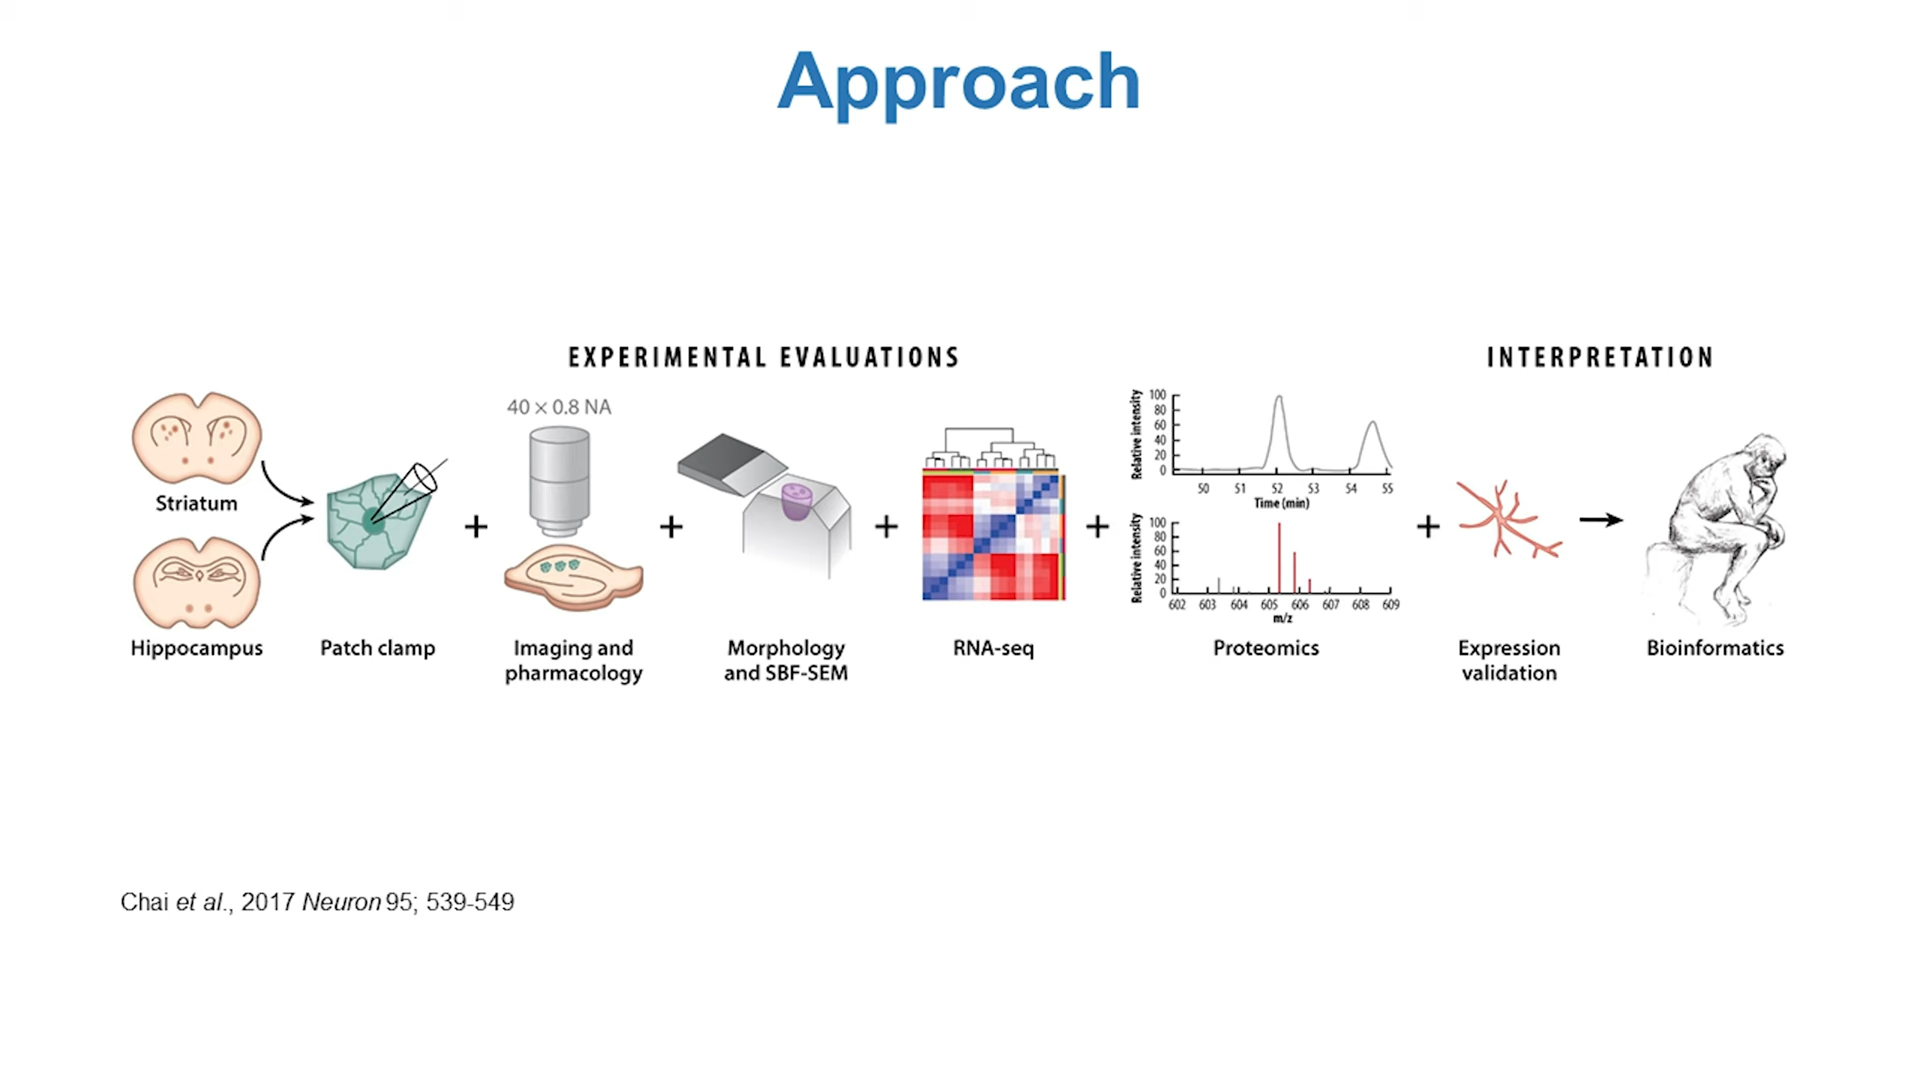 Approach
EXPERIMENTAL EVALUATIONS
INTERPRETATION
40 × 0.8 NA
Striatum
Hippocampus
Patch clamp
+
Imaging and
pharmacology
+
Morphology
and SBF-SEM
+
RNA-seq
+
Relative intensity
100
80
60
40
20
0
50 51 52 53 54 55
Time (min)
Relative intensity
100
80
60
40
20
0
602 603 604 605 606 607 608 609
m/z
Proteomics
+
Expression
validation
Bioinformatics
Chai et al., 2017 Neuron 95; 539-549